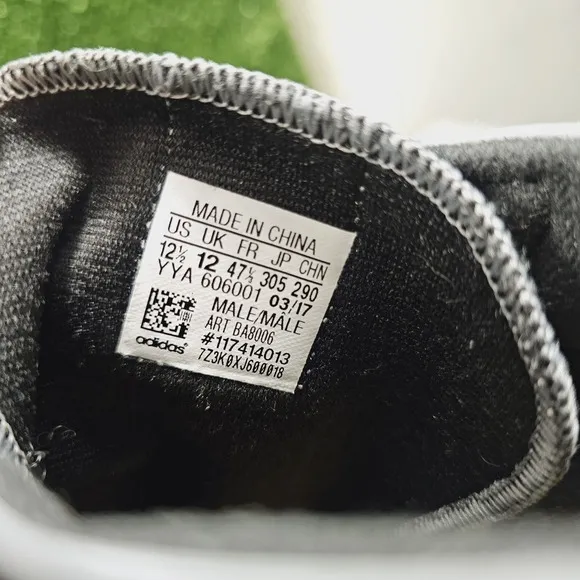 MADE IN CHINA
US UK FR JP CHN
12½ 12 47⅓ 305 290
YYA 606001 03/17
MALE/MÂLE
ART BA8006
#117414013
adidas 7Z3K0XJ600018